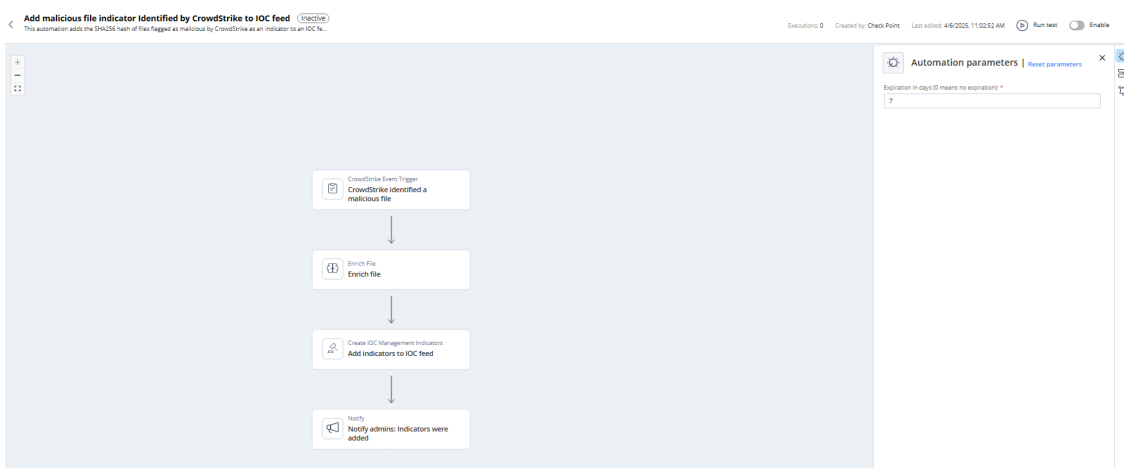 Add malicious file indicator Identified by CrowdStrike to IOC feed Inactive
This automation adds the SHA256 hash of files flagged as malicious by CrowdStrike as an indicator to an IOC fe...
Executions: 0 Created by: Check Point Last edited: 4/6/2025, 11:02:52 AM Run test Enable
Automation parameters | Reset parameters
Expiration in days (0 means no expiration): *
7
CrowdStrike Event Trigger
CrowdStrike identified a
malicious file
Enrich File
Enrich file
Create IOC Management Indicators
Add indicators to IOC feed
Notify
Notify admins: Indicators were
added